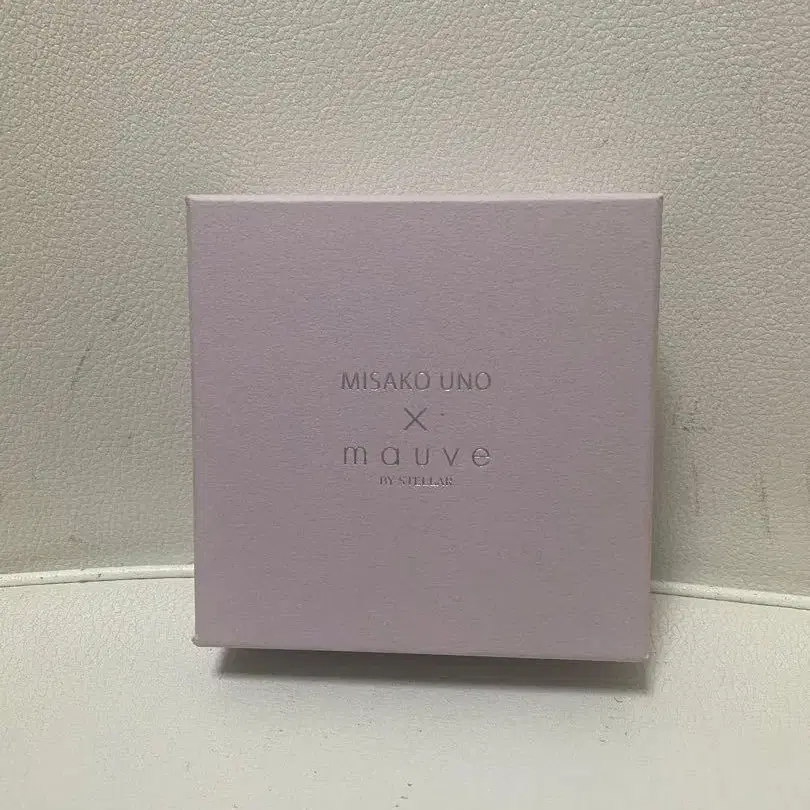 MISAKO UNO
×
mauve
BY STELLAR